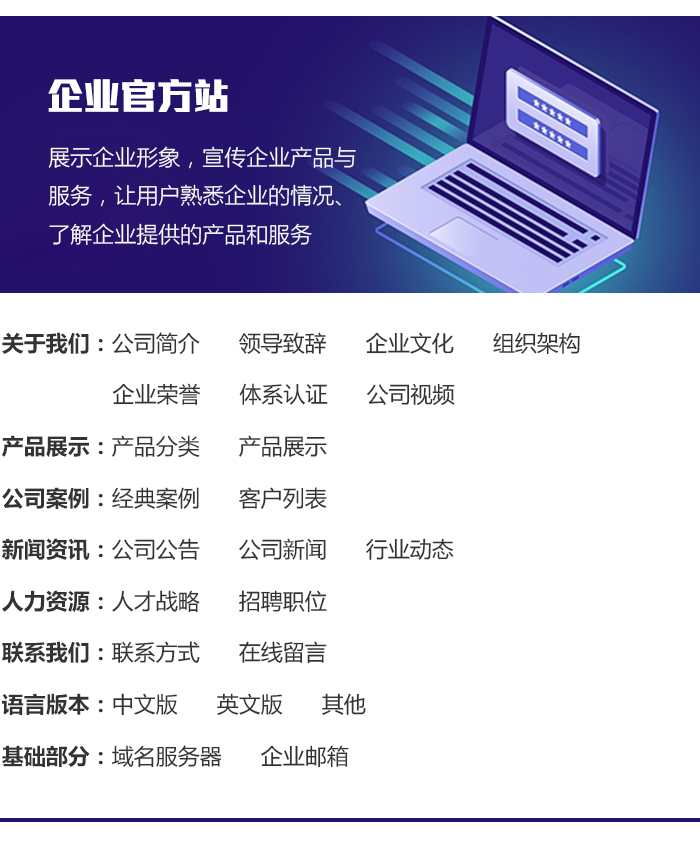 企业官方站
展示企业形象，宣传企业产品与
服务，让用户熟悉企业的情况、
了解企业提供的产品和服务
关于我们：公司简介 领导致辞 企业文化 组织架构
企业荣誉 体系认证 公司视频
产品展示：产品分类 产品展示
公司案例：经典案例 客户列表
新闻资讯：公司公告 公司新闻 行业动态
人力资源：人才战略 招聘职位
联系我们：联系方式 在线留言
语言版本：中文版 英文版 其他
基础部分：域名服务器 企业邮箱